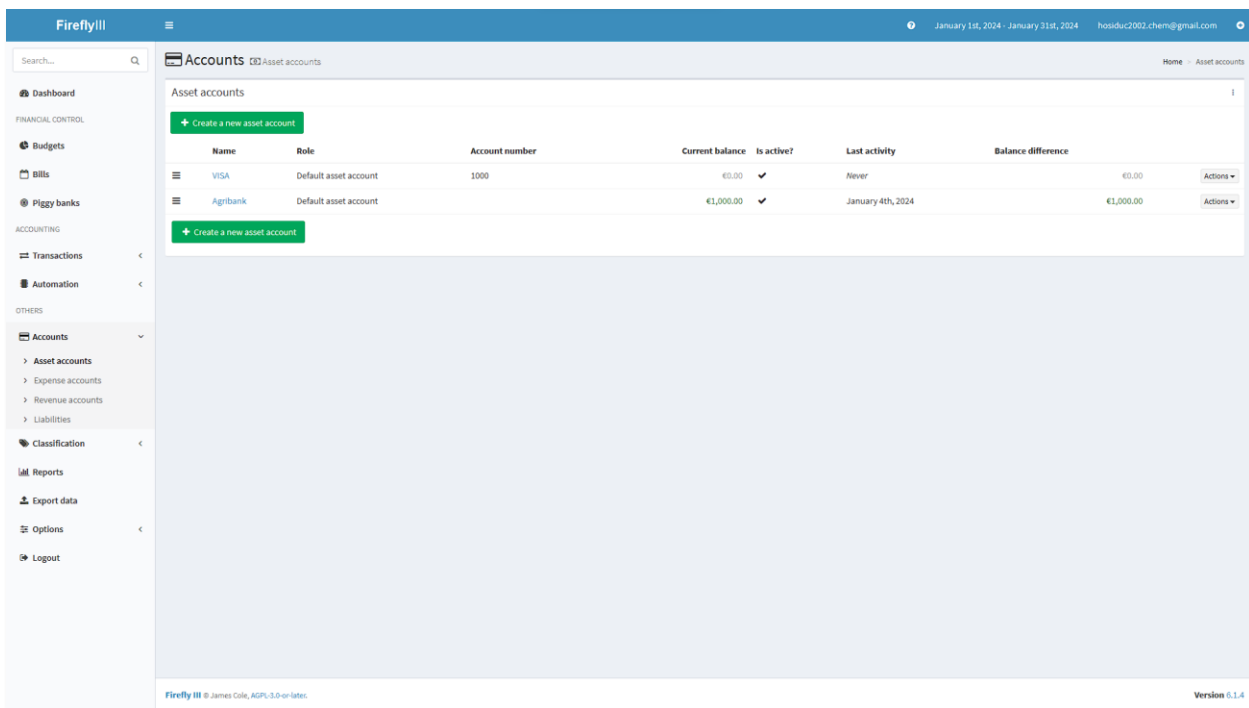 FireflyIII
January 1st, 2024 - January 31st, 2024 hosiduc2002.chem@gmail.com
Search...
Accounts Asset accounts
Home Asset accounts
Dashboard
FINANCIAL CONTROL
Budgets
Bills
Piggy banks
ACCOUNTING
Transactions
Automation
OTHERS
Accounts
Asset accounts
Expense accounts
Revenue accounts
Liabilities
Classification
Reports
Export data
Options
Logout
Asset accounts
Create a new asset account
Name Role Account number Current balance Is active? Last activity Balance difference
VISA Default asset account 1000 €0.00 Never €0.00 Actions
Agribank Default asset account €1,000.00 January 4th, 2024 €1,000.00 Actions
Create a new asset account
Firefly III © James Cole, AGPL-3.0-or-later.
Version 6.1.4